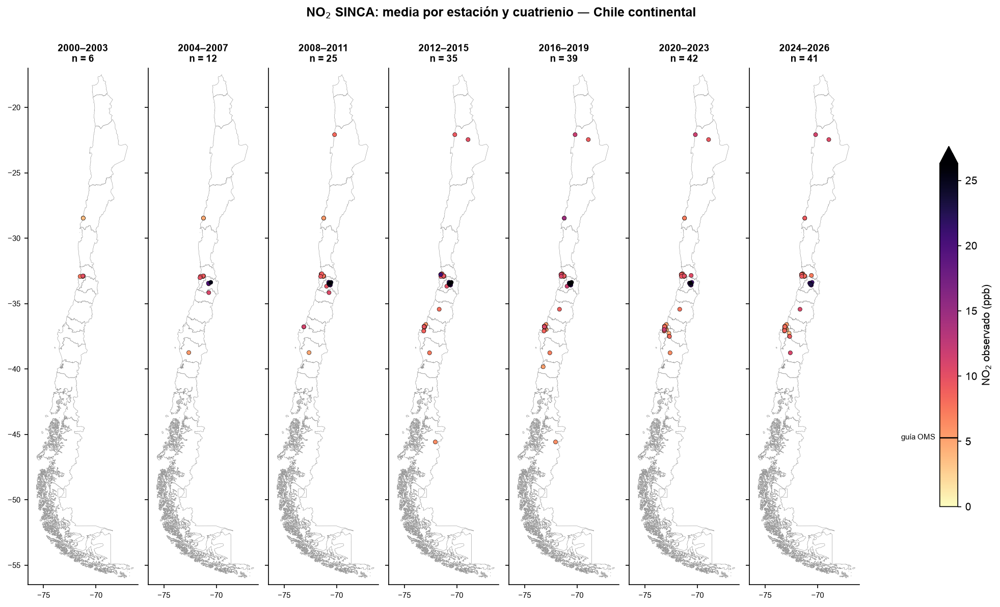 NO₂ SINCA: media por estación y cuatrienio — Chile continental
2000–2003
n = 6
2004–2007
n = 12
2008–2011
n = 25
2012–2015
n = 35
2016–2019
n = 39
2020–2023
n = 42
2024–2026
n = 41
−20
−25
−30
−35
−40
−45
−50
−55
−75 −70
−75 −70
−75 −70
−75 −70
−75 −70
−75 −70
−75 −70
25
20
15
10
5
0
guía OMS
NO₂ observado (ppb)